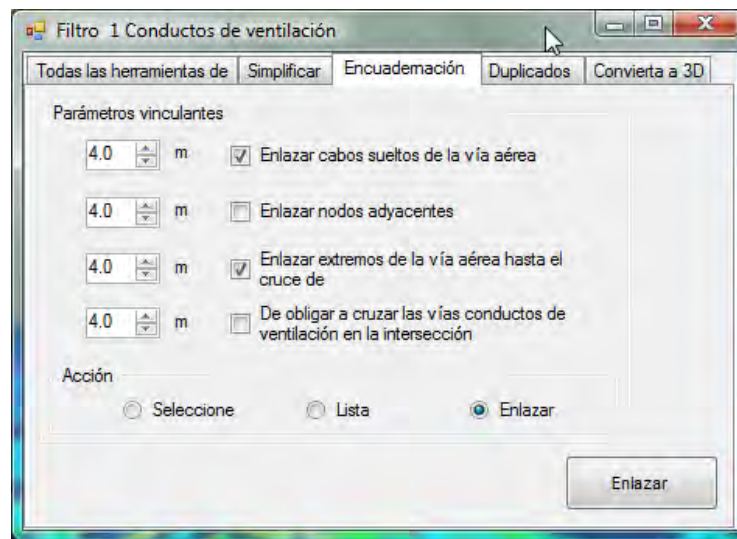 Filtro 1 Conductos de ventilación
Todas las herramientas de Simplificar Encuadernación Duplicados Convierta a 3D
Parámetros vinculantes
4.0 m Enlazar cabos sueltos de la vía aérea
4.0 m Enlazar nodos adyacentes
4.0 m Enlazar extremos de la vía aérea hasta el
cruce de
4.0 m De obligar a cruzar las vías conductos de
ventilación en la intersección
Acción
Seleccione Lista Enlazar
Enlazar